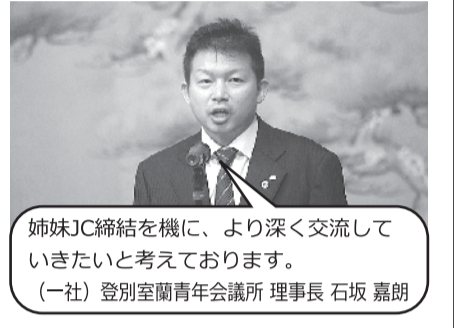 姉妹JC締結を機に、より深く交流して
いきたいと考えております。
（一社）登別室蘭青年会議所 理事長 石坂 嘉朗